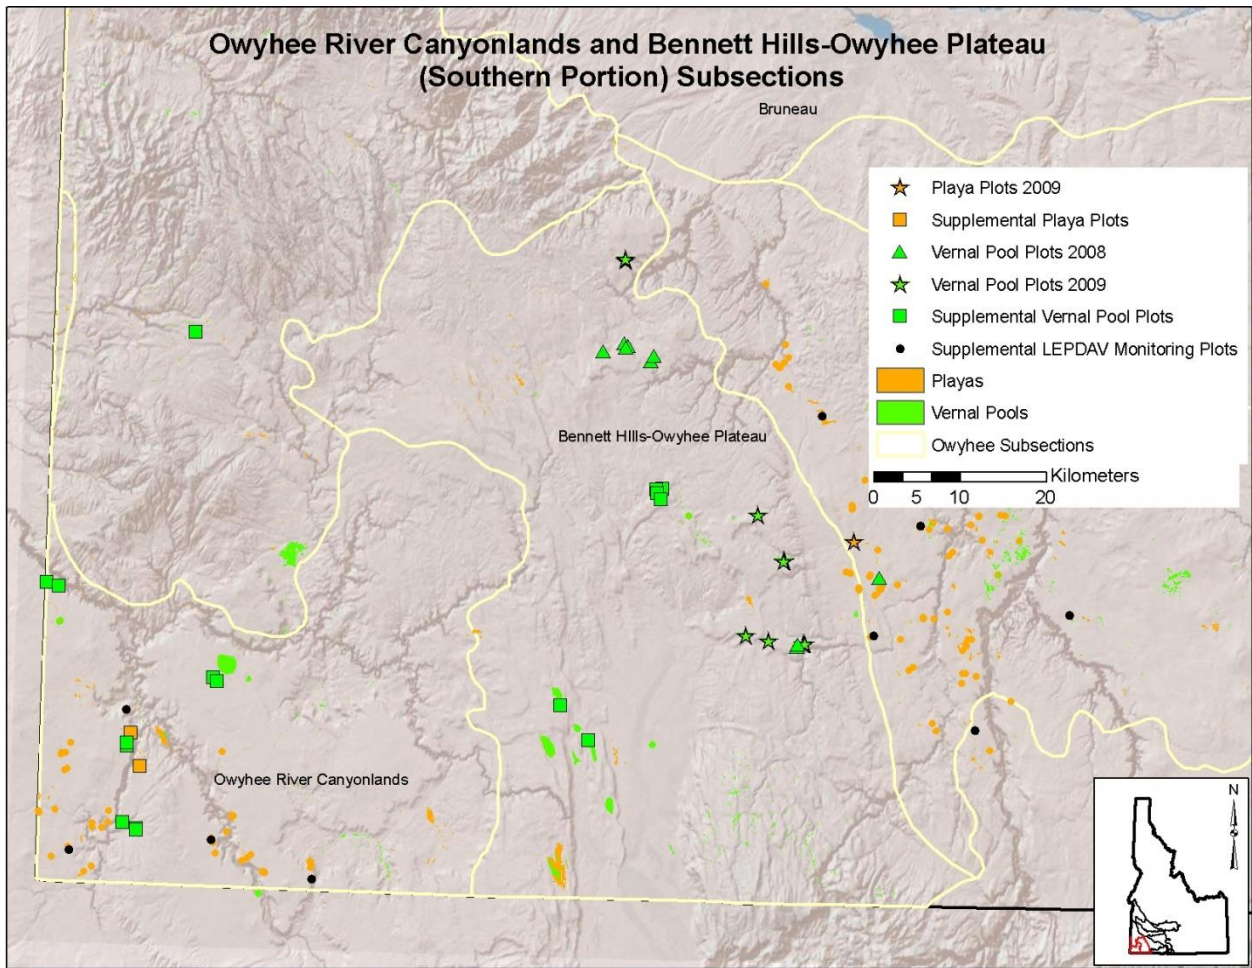 Owyhee River Canyonlands and Bennett Hills-Owyhee Plateau
(Southern Portion) Subsections
Bruneau
Playa Plots 2009
Supplemental Playa Plots
Vernal Pool Plots 2008
Vernal Pool Plots 2009
Supplemental Vernal Pool Plots
Supplemental LEPDAV Monitoring Plots
Playas
Vernal Pools
Owyhee Subsections
Kilometers
0 5 10 20
Bennett HIlls-Owyhee Plateau
Owyhee River Canyonlands
N